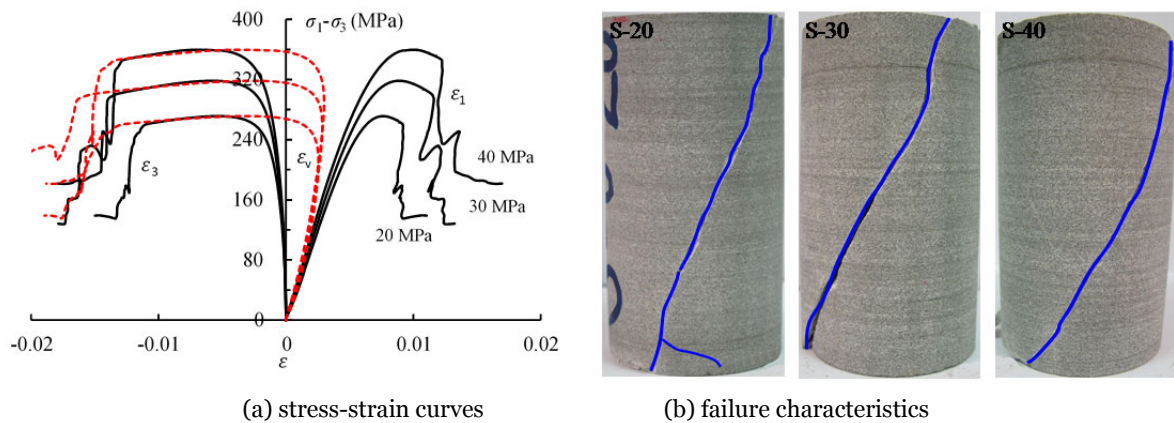 400
σ₁-σ₃ (MPa)
320
240
160
80
0
ε₁
ε₃
εᵥ
40 MPa
30 MPa
20 MPa
-0.02
-0.01
0
0.01
0.02
ε
S-20
S-30
S-40
(a) stress-strain curves
(b) failure characteristics